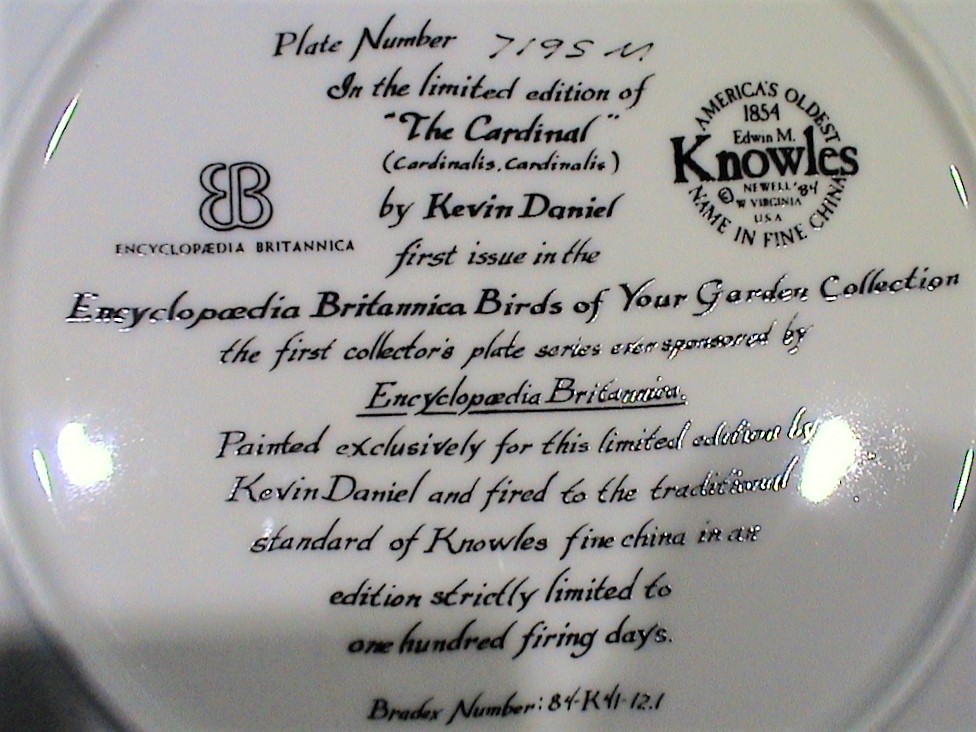 Plate Number 7195 M
In the limited edition of
"The Cardinal"
(Cardinalis. Cardinalis)
by Kevin Daniel
first issue in the
Encyclopædia Britannica Birds of Your Garden Collection
the first collector's plate series ever sponsored by
Encyclopædia Britannica.
Painted exclusively for this limited edition by
Kevin Daniel and fired to the traditional
standard of Knowles fine china in an
edition strictly limited to
one hundred firing days.
Bradex Number: 84-K41-12.1
EB
ENCYCLOPÆDIA BRITANNICA
AMERICA'S OLDEST
1854
Edwin M.
Knowles
© NEWELL '84
W VIRGINIA
U.S.A
NAME IN FINE CHINA